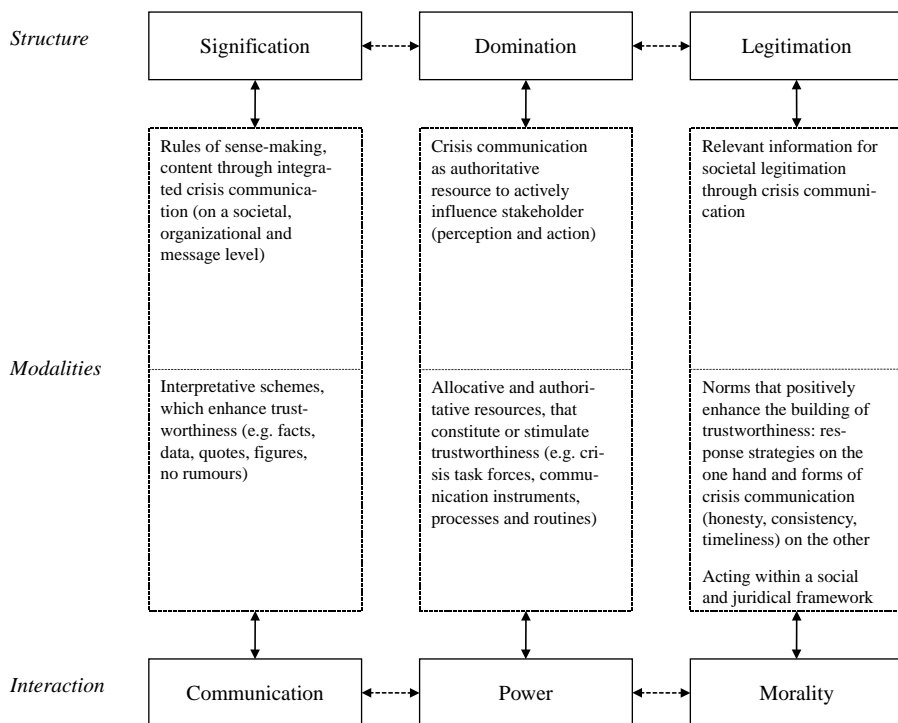 Structure
Signification
Domination
Legitimation
Rules of sense-making,
content through integrated
crisis communica-
tion (on a societal,
organizational and
message level)
Crisis communication
as authoritative
resource to actively
influence stakeholder
(perception and action)
Relevant information for
societal legitimation
through crisis communi-
cation
Modalities
Interpretative schemes,
which enhance trust-
worthiness (e.g. facts,
data, quotes, figures,
no rumours)
Allocative and authori-
tative resources, that
constitute or stimulate
trustworthiness (e.g. cri-
sis task forces, commu-
nication instruments,
processes and routines)
Norms that positively
enhance the building of
trustworthiness: res-
ponse strategies on the
one hand and forms of
crisis communication
(honesty, consistency,
timeliness) on the other
Acting within a social
and juridical framework
Interaction
Communication
Power
Morality